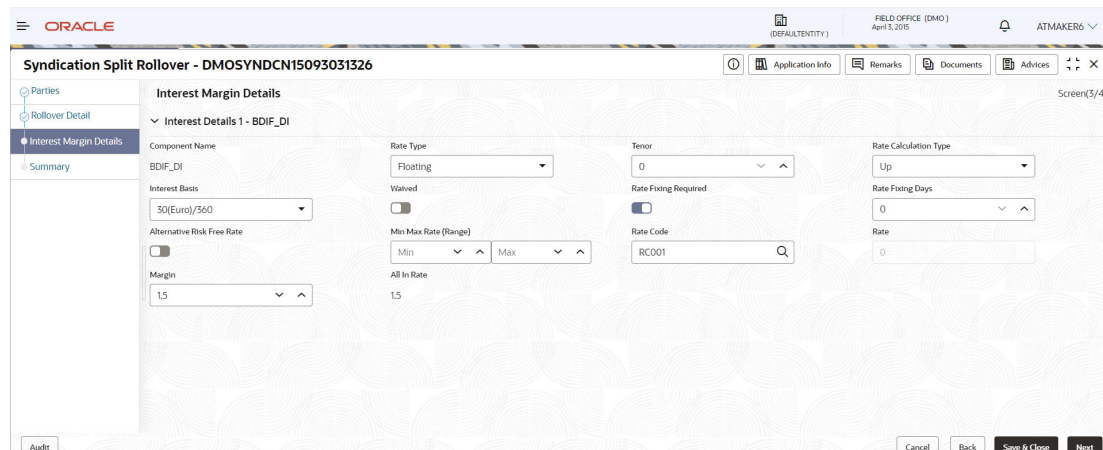 ORACLE
(DEFAULTENTITY )
FIELD OFFICE (DMO )
April 3, 2015
ATMAKER6
Syndication Split Rollover - DMOSYNDCN15093031326
Application Info
Remarks
Documents
Advices
Parties
Rollover Detail
Interest Margin Details
Summary
Interest Margin Details
Screen(3/4
Interest Details 1 - BDIF_DI
Component Name
Rate Type
Tenor
Rate Calculation Type
BDIF_DI
Floating
0
Up
Interest Basis
Waived
Rate Fixing Required
Rate Fixing Days
30(Euro)/360
0
Alternative Risk Free Rate
Min Max Rate (Range)
Rate Code
Rate
Min
Max
RC001
0
Margin
All In Rate
1.5
1.5
Audit
Cancel
Back
Save & Close
Next